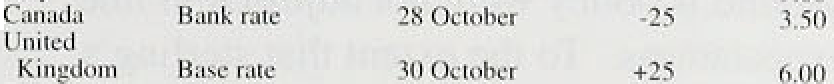 Canada Bank rate 28 October -25 3.50
United
Kingdom Base rate 30 October +25 6.00